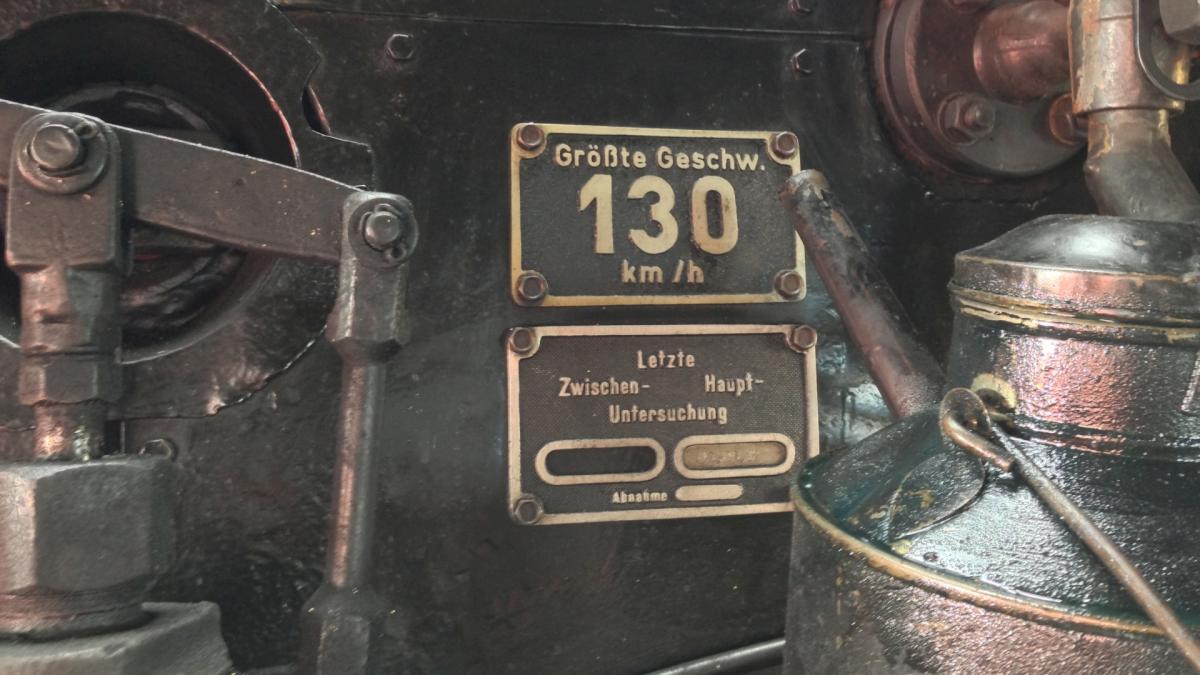 Größte Geschw.
130
km/h
Letzte
Zwischen- Haupt-
Untersuchung
Abnahme